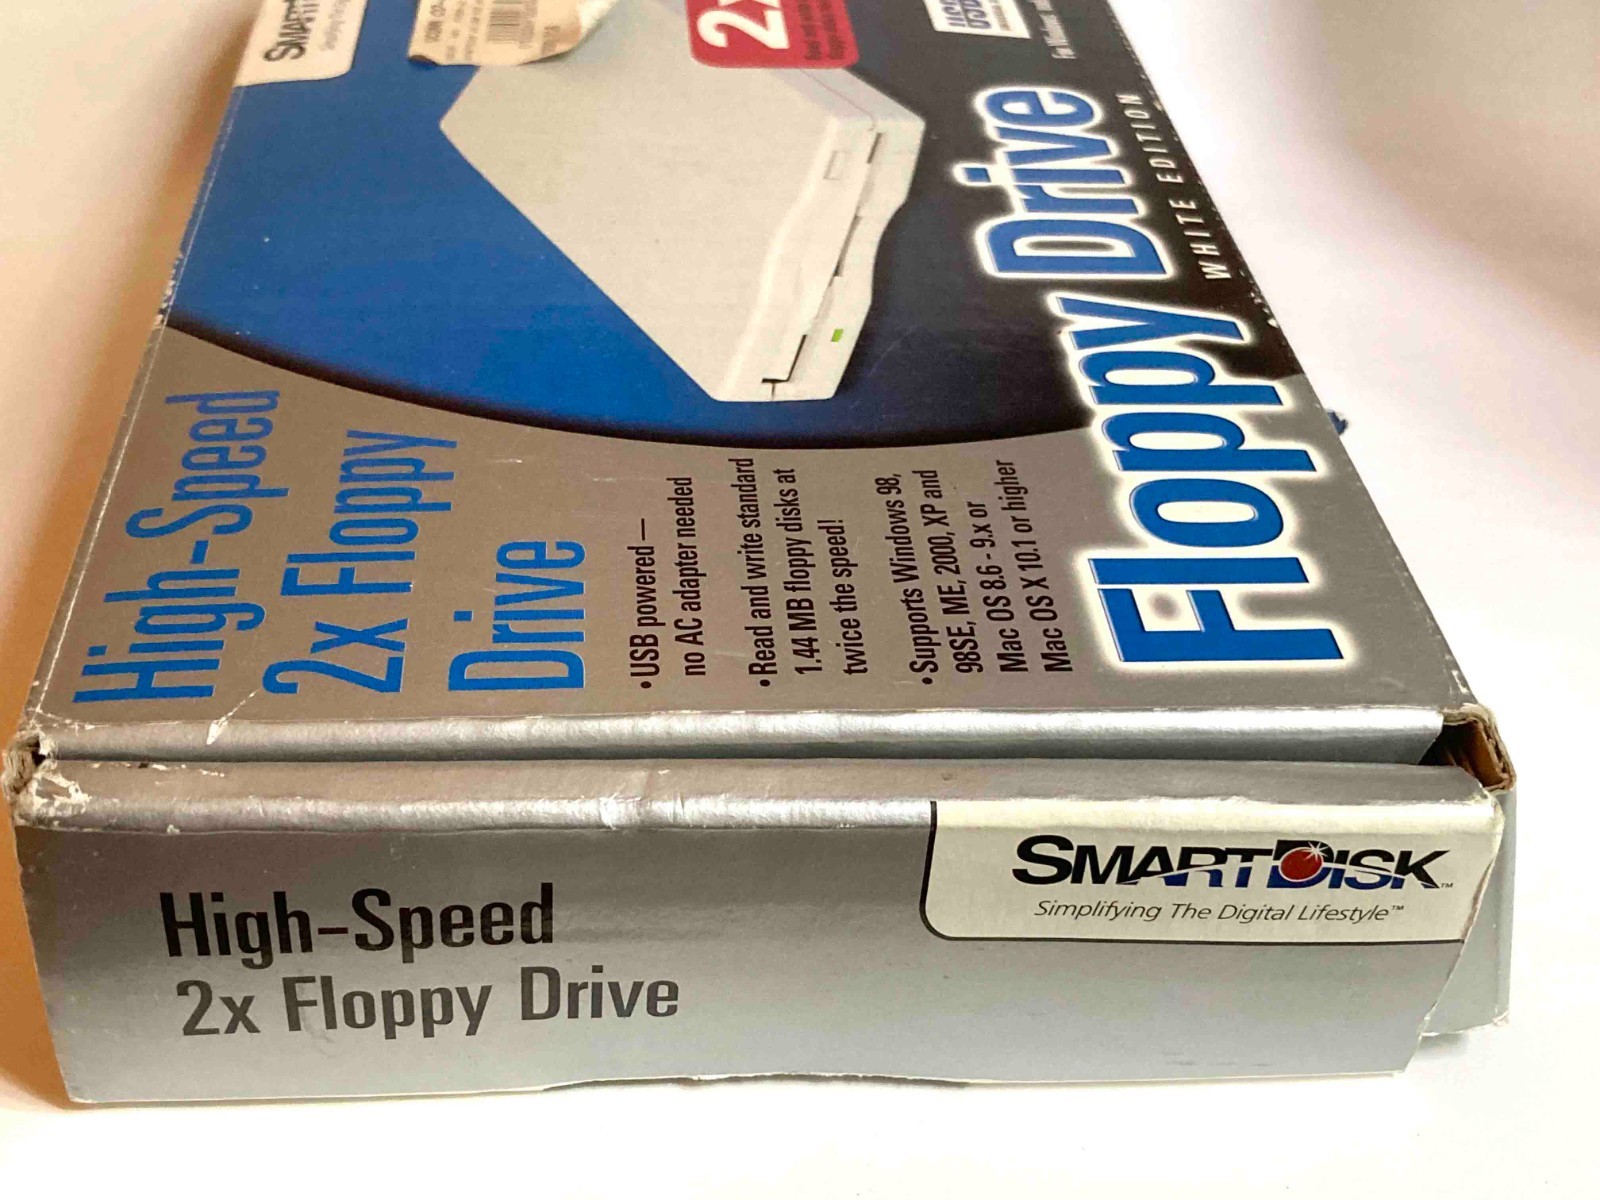 High-Speed
2x Floppy
Drive
•USB powered —
no AC adapter needed
•Read and write standard
1.44 MB floppy disks at
twice the speed!
•Supports Windows 98,
98SE, ME, 2000, XP and
Mac OS 8.6 - 9.x or
Mac OS X 10.1 or higher
Floppy Drive
WHITE EDITION
2x
High-Speed
2x Floppy Drive
SMARTDISK™
Simplifying The Digital Lifestyle™